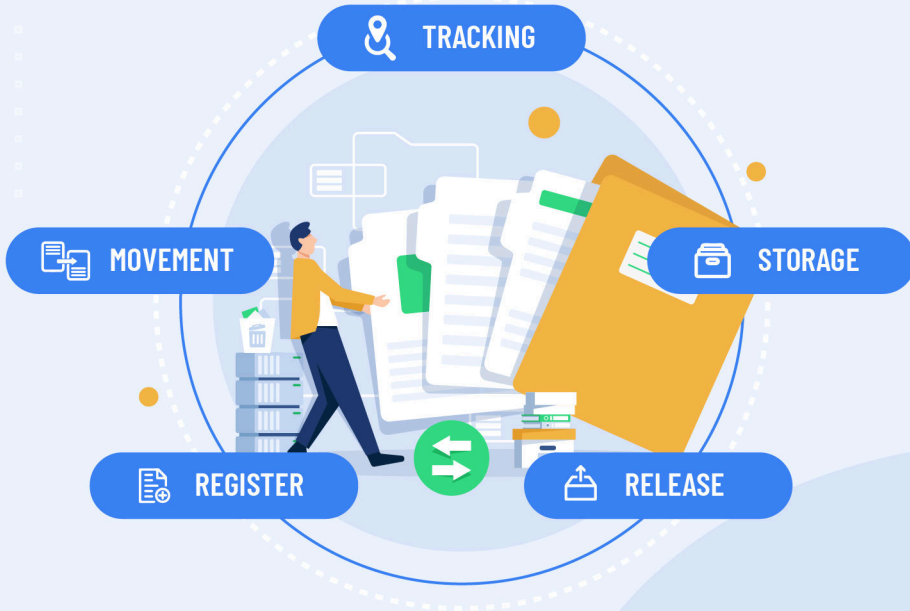 TRACKING
MOVEMENT
STORAGE
REGISTER
RELEASE